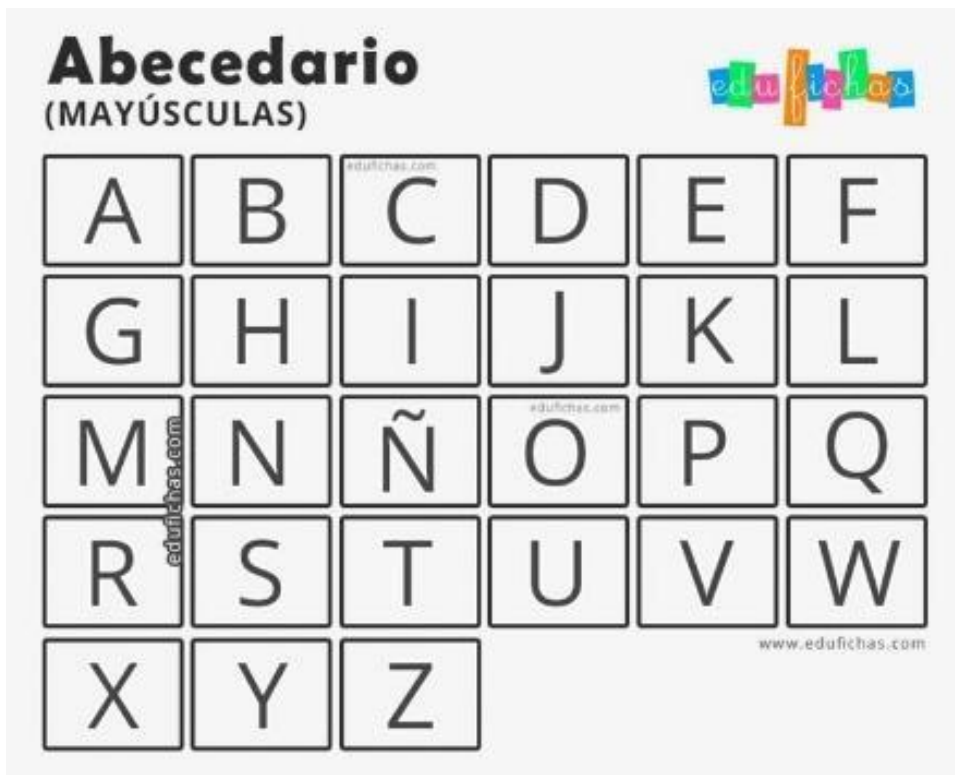 Abecedario
edufichas
(MAYÚSCULAS)
edufichas.com
A B C D E F
G H I J K L
edufichas.com
M N Ñ O P Q
edufichas.com
R S T U V W
www.edufichas.com
X Y Z